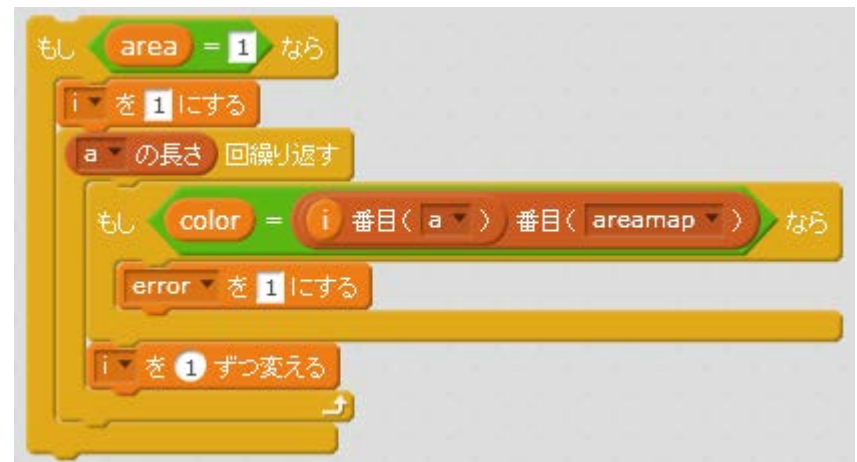 もし area = 1 なら
i を 1 にする
a の長さ 回繰り返す
もし color = i 番目( a ) 番目( areamap ) なら
error を 1 にする
i を 1 ずつ変える